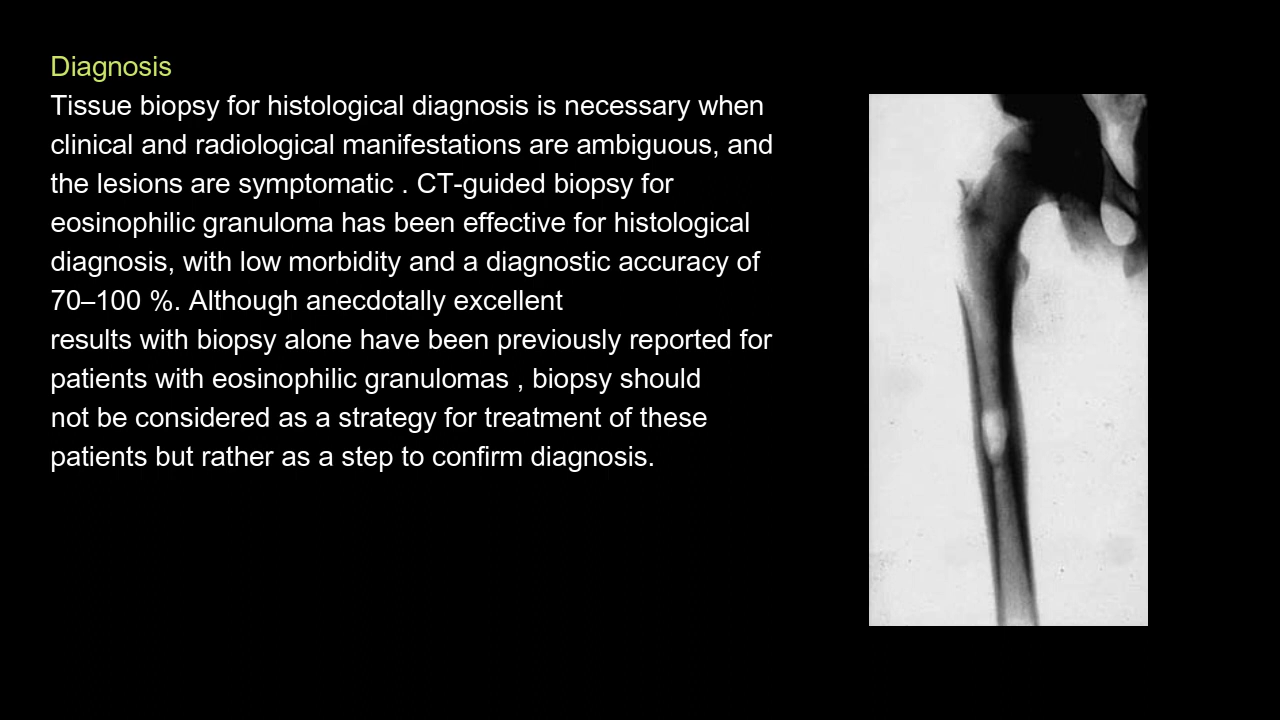 Diagnosis
Tissue biopsy for histological diagnosis is necessary when
clinical and radiological manifestations are ambiguous, and
the lesions are symptomatic . CT-guided biopsy for
eosinophilic granuloma has been effective for histological
diagnosis, with low morbidity and a diagnostic accuracy of
70–100 %. Although anecdotally excellent
results with biopsy alone have been previously reported for
patients with eosinophilic granulomas , biopsy should
not be considered as a strategy for treatment of these
patients but rather as a step to confirm diagnosis.